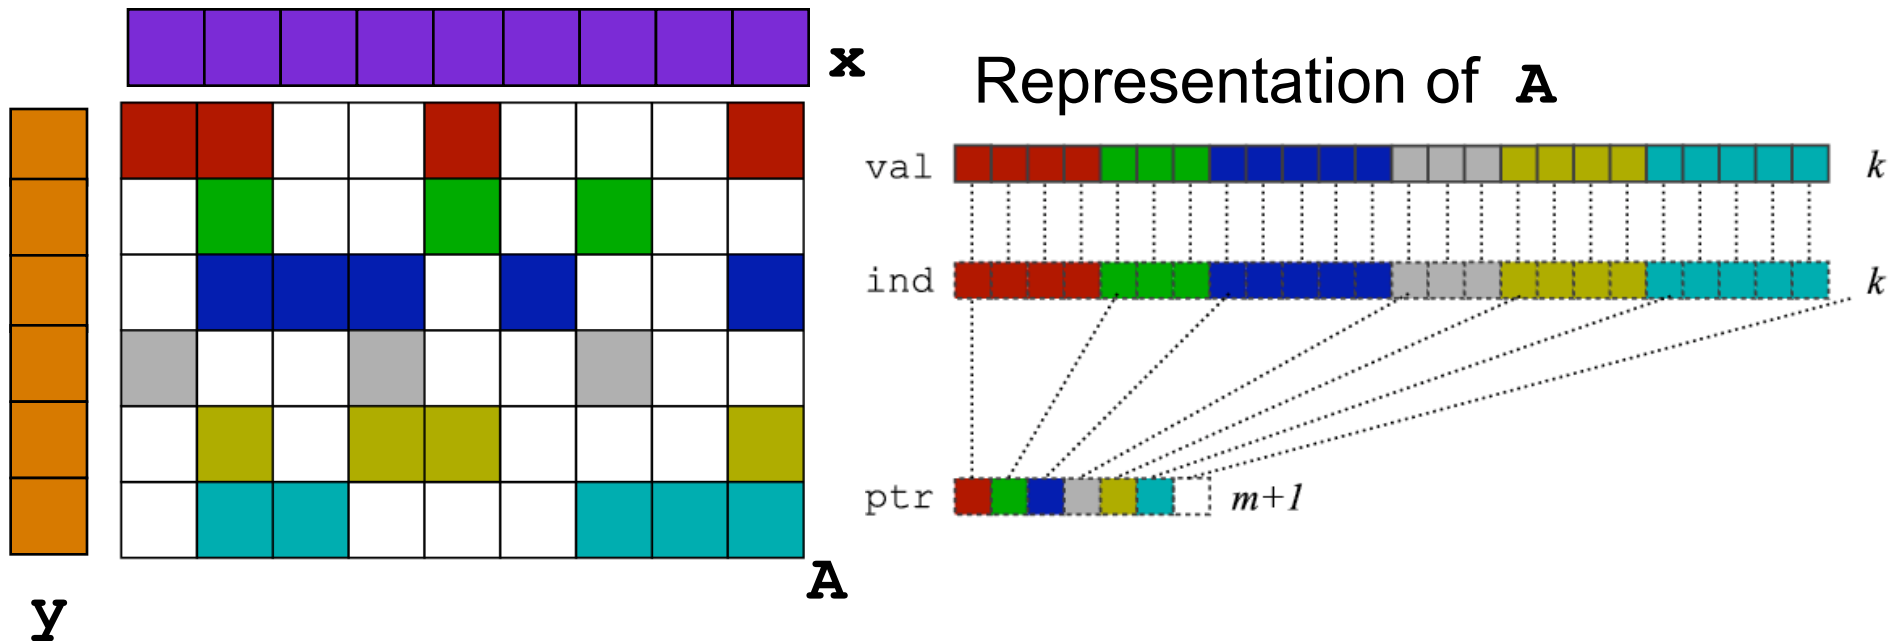 x
Representation of A
val k
ind k
ptr m+1
A
y